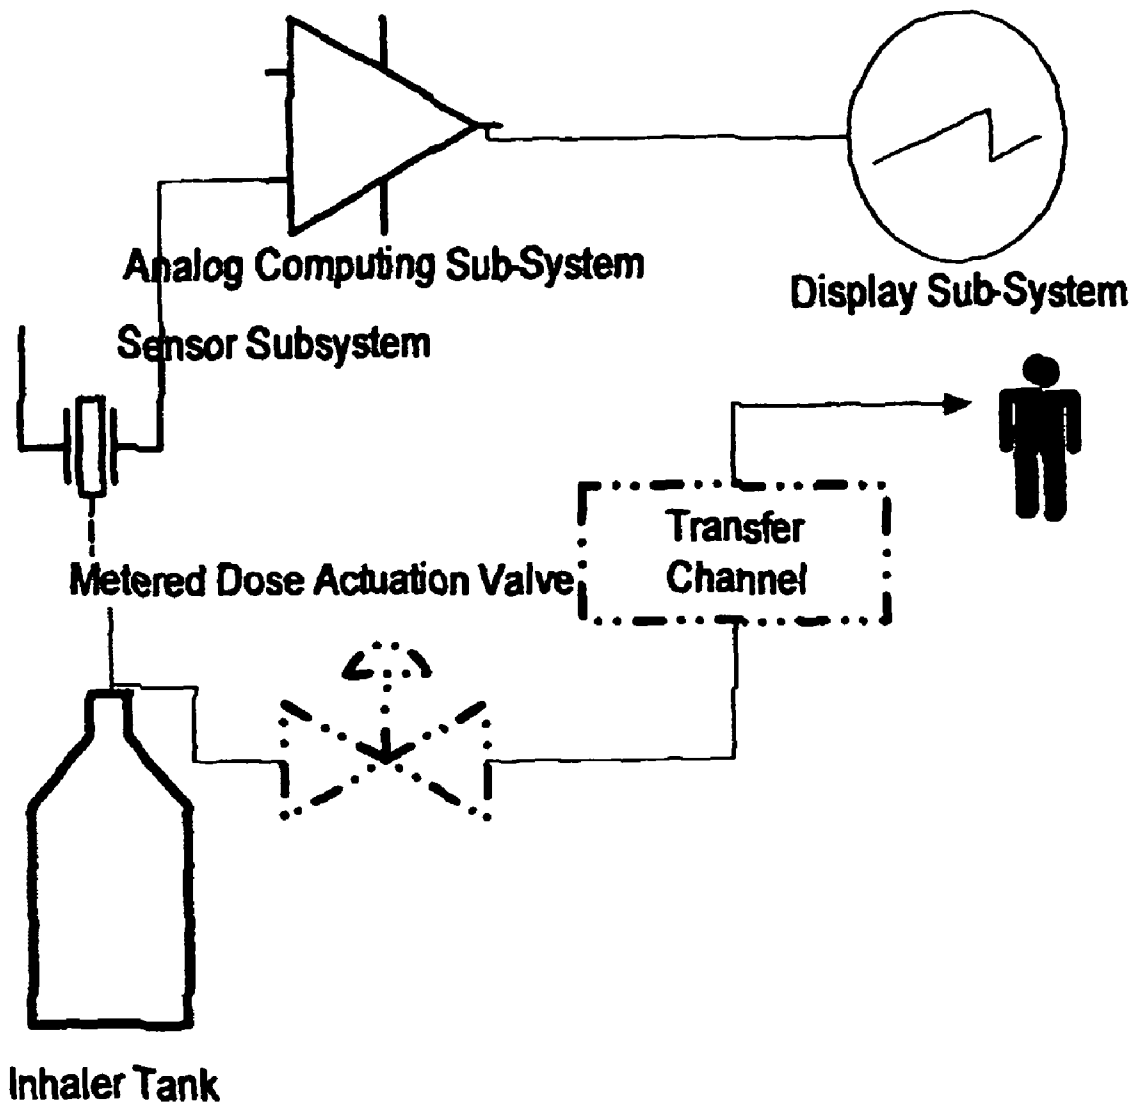 Analog Computing Sub-System
Display Sub-System
Sensor Subsystem
Transfer
Channel
Metered Dose Actuation Valve
Inhaler Tank